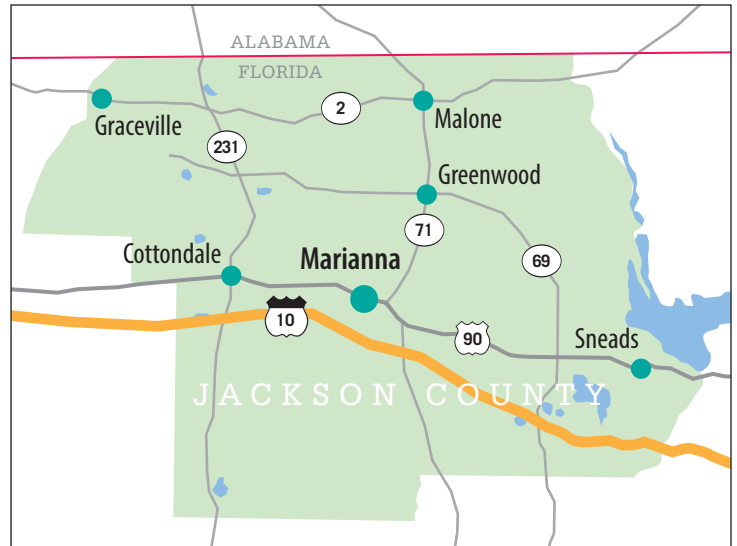 ALABAMA
FLORIDA
Graceville
2
Malone
231
Greenwood
71
Cottondale
Marianna
69
10
90
Sneads
JACKSON COUNTY